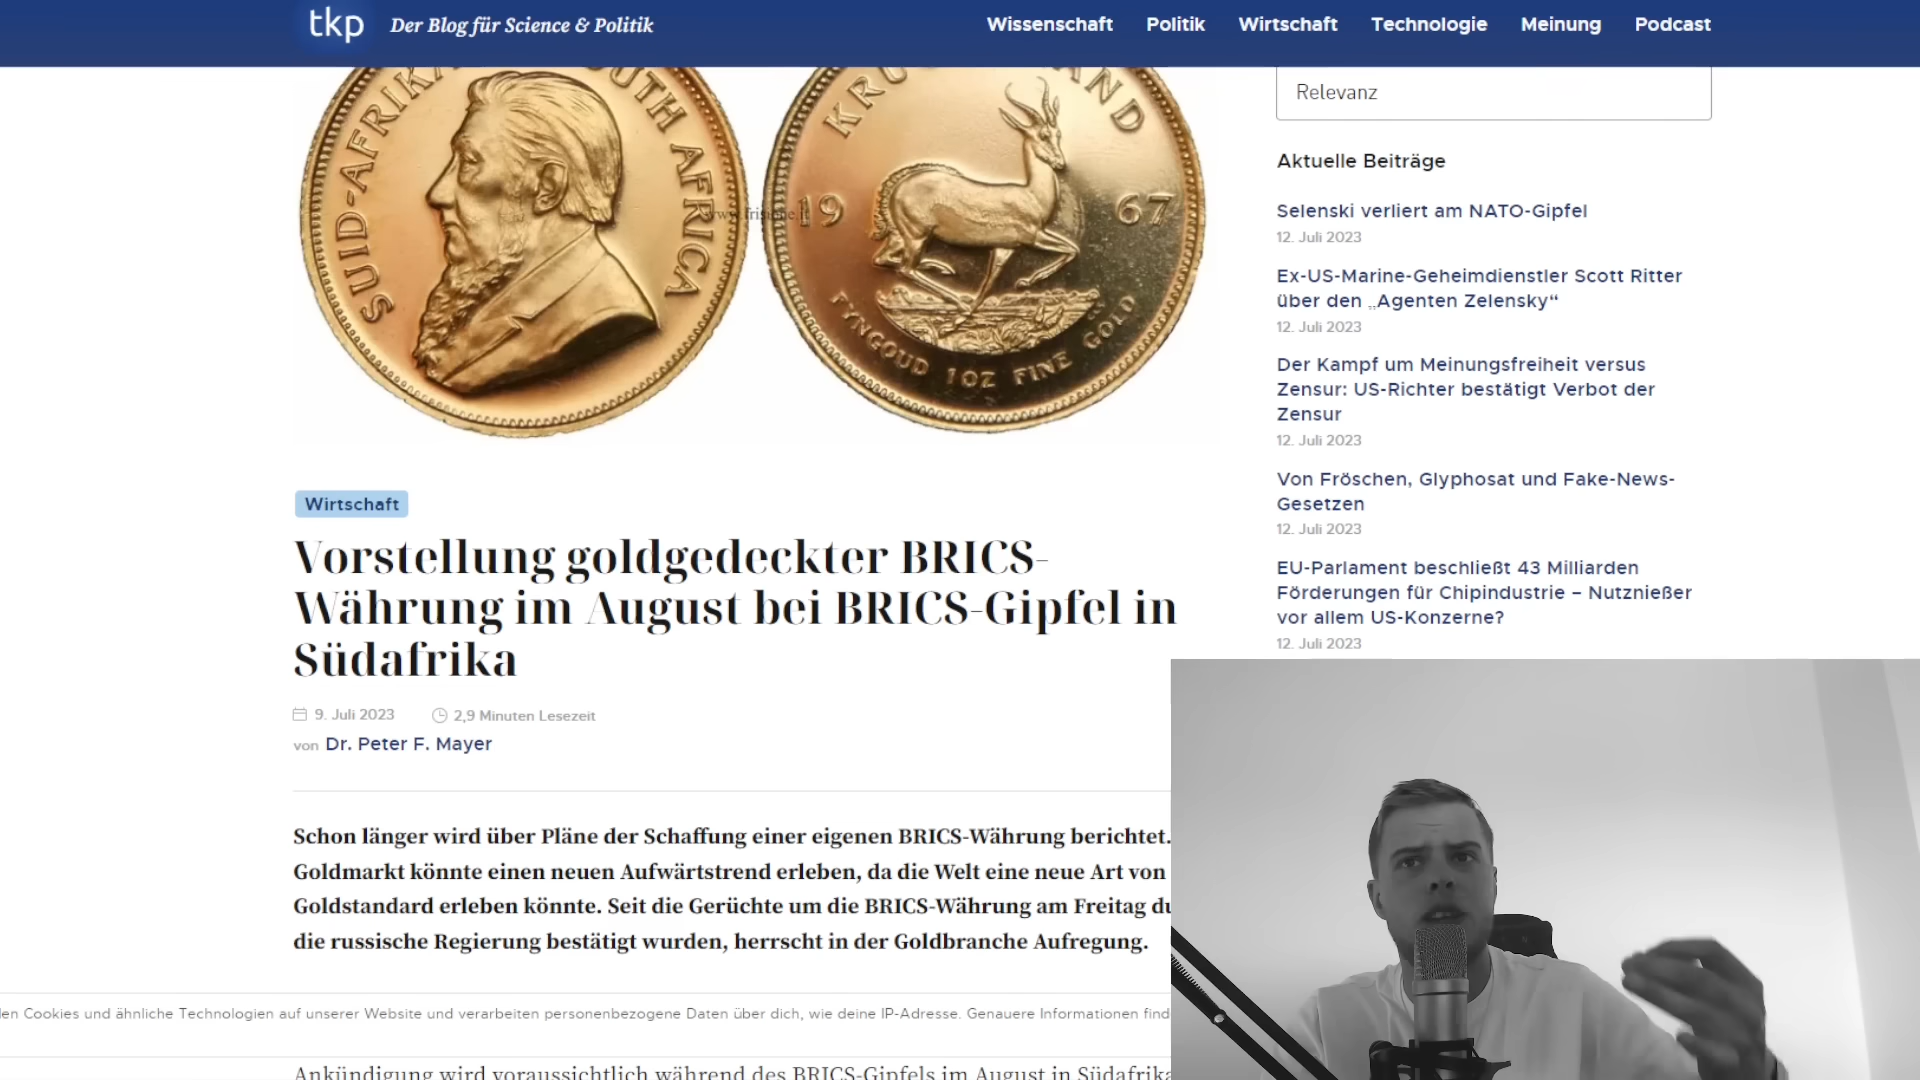 tkp
Der Blog für Science & Politik
Wissenschaft
Politik
Wirtschaft
Technologie
Meinung
Podcast
SUID-AFRIKA SOUTH AFRICA
KRUGERRAND
19 67
FYNGOUD 1OZ FINE GOLD
Wirtschaft
Vorstellung goldgedeckter BRICS-
Währung im August bei BRICS-Gipfel in
Südafrika
9. Juli 2023
2,9 Minuten Lesezeit
von Dr. Peter F. Mayer
Schon länger wird über Pläne der Schaffung einer eigenen BRICS-Währung berichtet.
Goldmarkt könnte einen neuen Aufwärtstrend erleben, da die Welt eine neue Art von
Goldstandard erleben könnte. Seit die Gerüchte um die BRICS-Währung am Freitag
die russische Regierung bestätigt wurden, herrscht in der Goldbranche Aufregung.
Cookies und ähnliche Technologien auf unserer Website und verarbeiten personenbezogene Daten über dich, wie deine IP-Adresse. Genauere Informationen
Ankündigung wird voraussichtlich während des BRICS-Gipfels im August in Südafrika
Relevanz
Aktuelle Beiträge
Selenski verliert am NATO-Gipfel
12. Juli 2023
Ex-US-Marine-Geheimdienstler Scott Ritter
über den „Agenten Zelensky“
12. Juli 2023
Der Kampf um Meinungsfreiheit versus
Zensur: US-Richter bestätigt Verbot der
Zensur
12. Juli 2023
Von Fröschen, Glyphosat und Fake-News-
Gesetzen
12. Juli 2023
EU-Parlament beschließt 43 Milliarden
Förderungen für Chipindustrie – Nutznießer
vor allem US-Konzerne?
12. Juli 2023